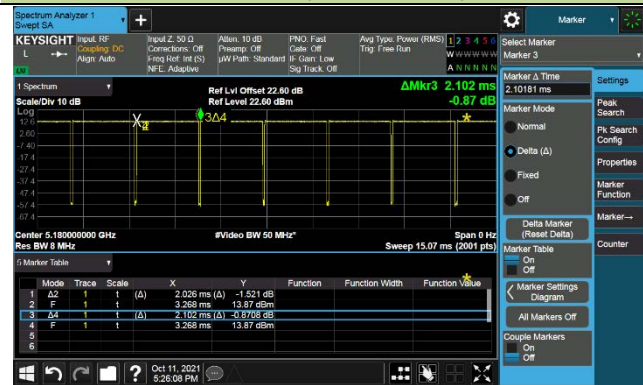 Spectrum Analyzer 1
Swept SA
+
Marker
KEYSIGHT
L
Input: RF
Coupling: DC
Align: Auto
Input Z: 50 Ω
Corrections: Off
Freq Ref: Int (S)
NFE: Adaptive
Atten: 10 dB
Preamp: Off
µW Path: Standard
PNO: Fast
Gate: Off
IF Gain: Low
Sig Track: Off
Avg Type: Power (RMS)
Trig: Free Run
1 2 3 4 5 6
W W W W W W
A N N N N N
Select Marker
Marker 3
1 Spectrum
Scale/Div 10 dB
Log
Ref Lvl Offset 22.60 dB
Ref Level 22.60 dBm
ΔMkr3 2.102 ms
-0.87 dB
12.6
2.60
-7.40
-17.4
-27.4
-37.4
-47.4
-57.4
-67.4
3Δ4
Center 5.180000000 GHz
Res BW 8 MHz
#Video BW 50 MHz*
Span 0 Hz
Sweep 15.07 ms (2001 pts)
5 Marker Table
Mode Trace Scale X Y Function Function Width Function Value
1 Δ2 1 t (Δ) 2.026 ms (Δ) -1.521 dB
2 F 1 t 3.268 ms 13.87 dBm
3 Δ4 1 t (Δ) 2.102 ms (Δ) -0.8708 dB
4 F 1 t 3.268 ms 13.87 dBm
5
6
Marker Δ Time
2.10181 ms
Marker Mode
Normal
Delta (Δ)
Fixed
Off
Delta Marker
(Reset Delta)
Marker Table
On
Off
Marker Settings
Diagram
All Markers Off
Couple Markers
On
Off
Settings
Peak
Search
Pk Search
Config
Properties
Marker
Function
Marker→
Counter
?
Oct 11, 2021
5:26:08 PM